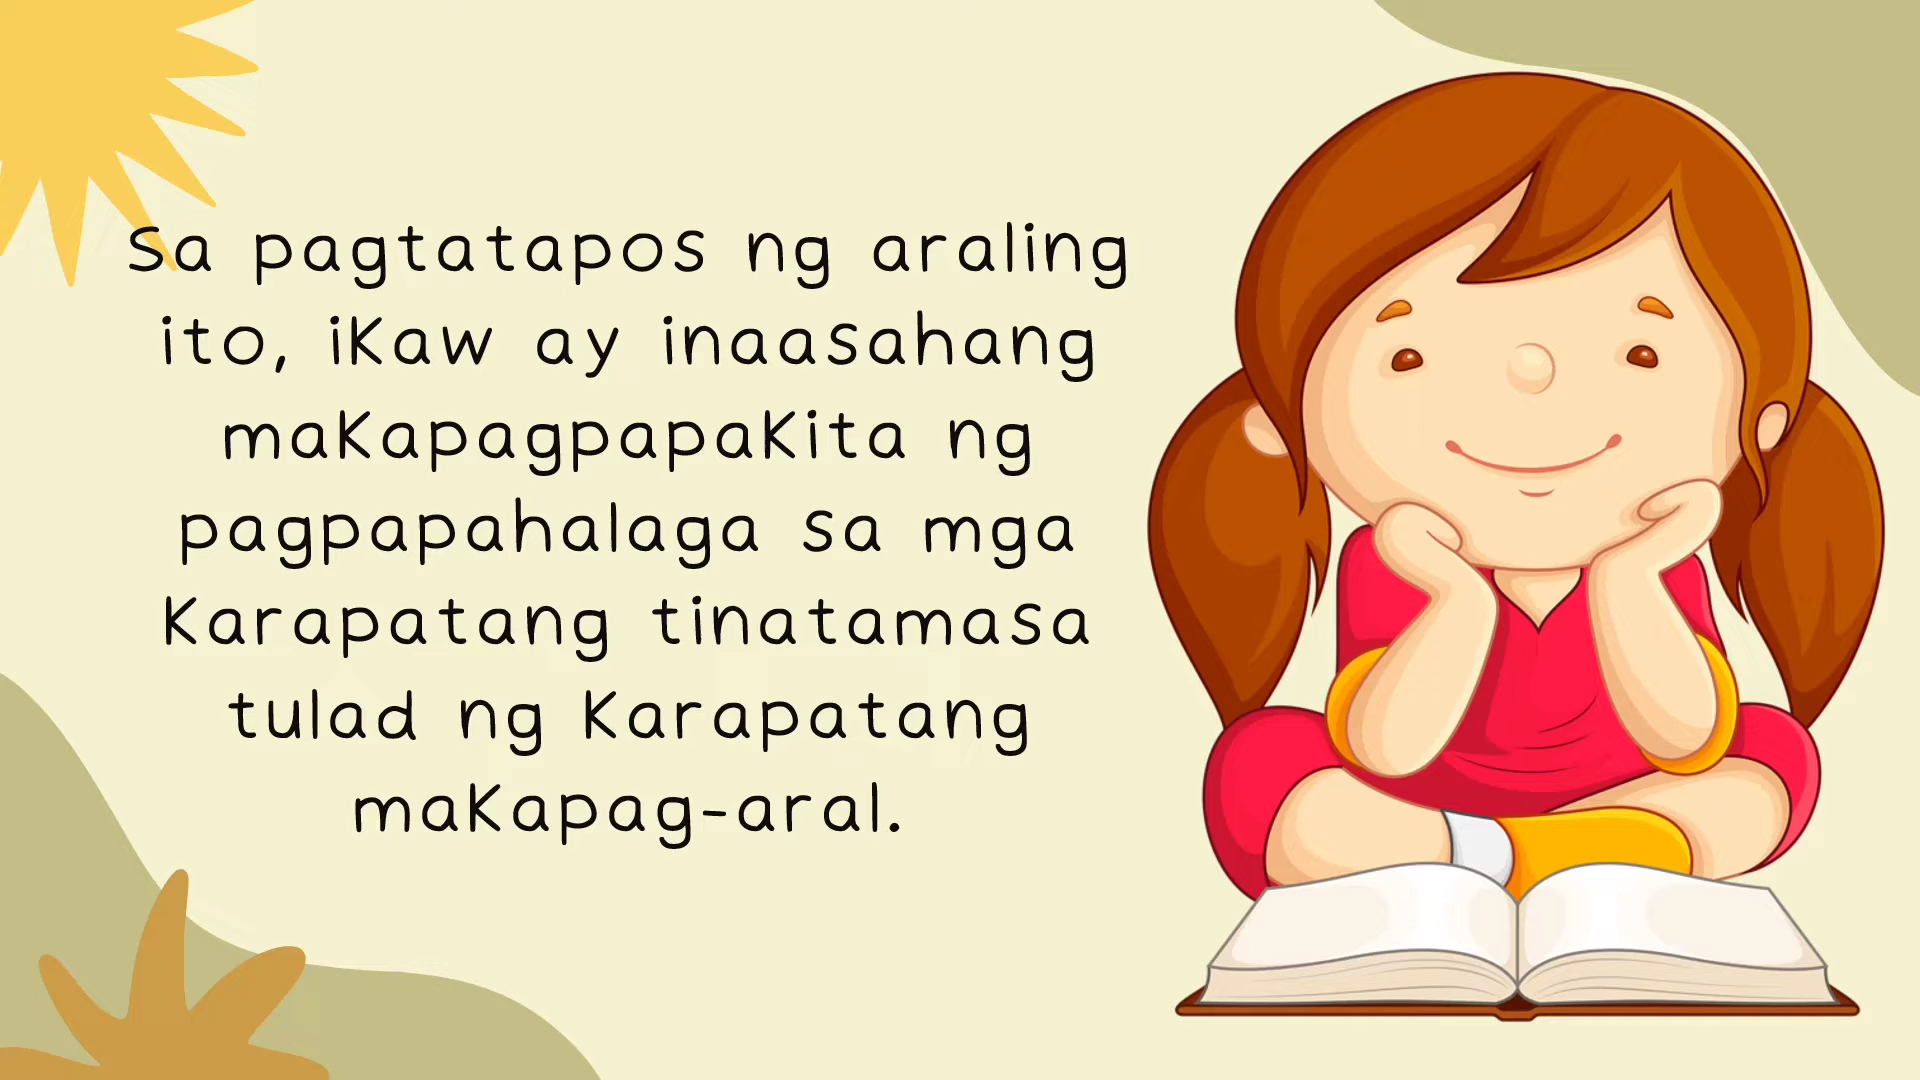 Sa pagtatapos ng araling
ito, ikaw ay inaasahang
makapagpapakita ng
pagpapahalaga sa mga
karapatang tinatamasa
tulad ng karapatang
makapag-aral.